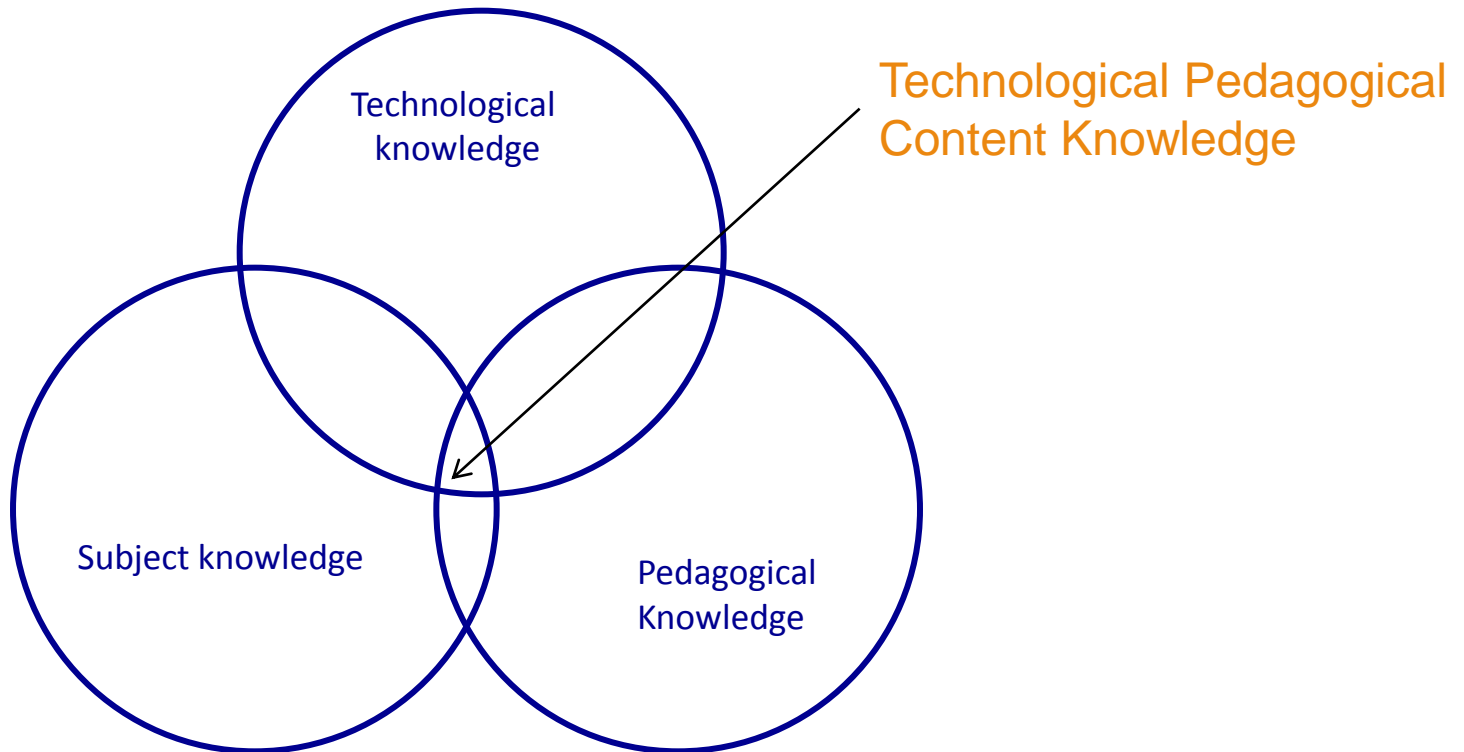 Technological Pedagogical
Content Knowledge
Technological
knowledge
Subject knowledge
Pedagogical
Knowledge